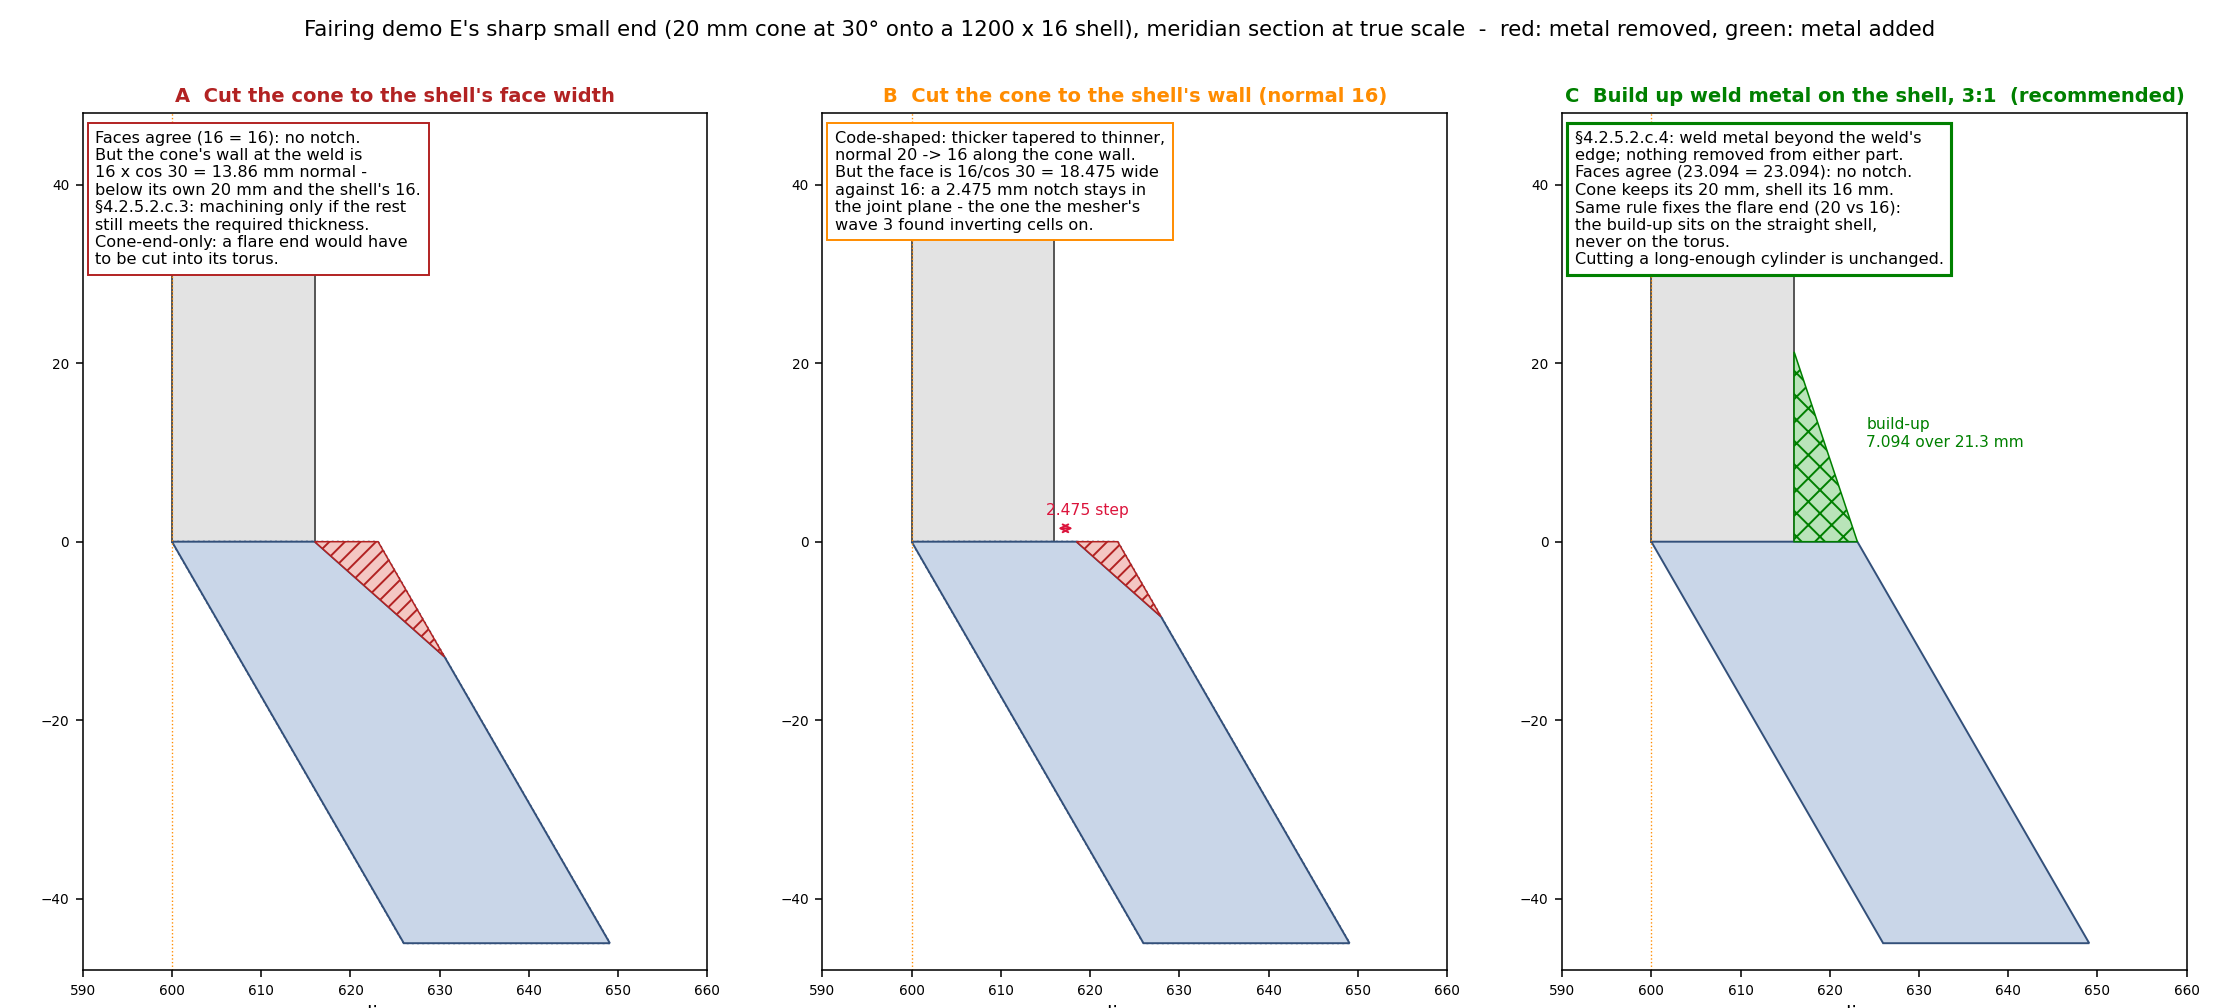 Fairing demo E's sharp small end (20 mm cone at 30° onto a 1200 x 16 shell), meridian section at true scale  -  red: metal removed, green: metal added
A  Cut the cone to the shell's face width
Faces agree (16 = 16): no notch.
But the cone's wall at the weld is
16 x cos 30 = 13.86 mm normal -
below its own 20 mm and the shell's 16.
§4.2.5.2.c.3: machining only if the rest
still meets the required thickness.
Cone-end-only: a flare end would have
to be cut into its torus.
40
20
0
−20
−40
590 600 610 620 630 640 650 660
B  Cut the cone to the shell's wall (normal 16)
Code-shaped: thicker tapered to thinner,
normal 20 -> 16 along the cone wall.
But the face is 16/cos 30 = 18.475 wide
against 16: a 2.475 mm notch stays in
the joint plane - the one the mesher's
wave 3 found inverting cells on.
2.475 step
40
20
0
−20
−40
590 600 610 620 630 640 650 660
C  Build up weld metal on the shell, 3:1  (recommended)
§4.2.5.2.c.4: weld metal beyond the weld's
edge; nothing removed from either part.
Faces agree (23.094 = 23.094): no notch.
Cone keeps its 20 mm, shell its 16 mm.
Same rule fixes the flare end (20 vs 16):
the build-up sits on the straight shell,
never on the torus.
Cutting a long-enough cylinder is unchanged.
build-up
7.094 over 21.3 mm
40
20
0
−20
−40
590 600 610 620 630 640 650 660